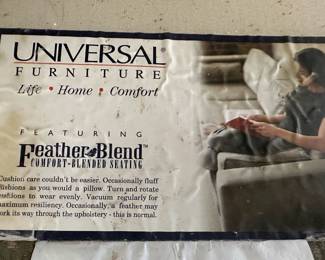 UNIVERSAL®
FURNITURE
Life • Home • Comfort
FEATURING
Feather Blend™
COMFORT-BLENDED SEATING
Cushion care couldn't be easier. Occasionally fluff
cushions as you would a pillow. Turn and rotate
cushions to wear evenly. Vacuum regularly for
maximum resiliency. Occasionally, a feather may
work its way through the upholstery - this is normal.